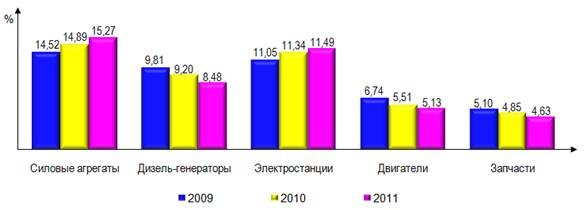 %
14,52 14,89 15,27
9,81 9,20 8,48
11,05 11,34 11,49
6,74 5,51 5,13
5,10 4,85 4,63
Силовые агрегаты Дизель-генераторы Электростанции Двигатели Запчасти
2009 2010 2011